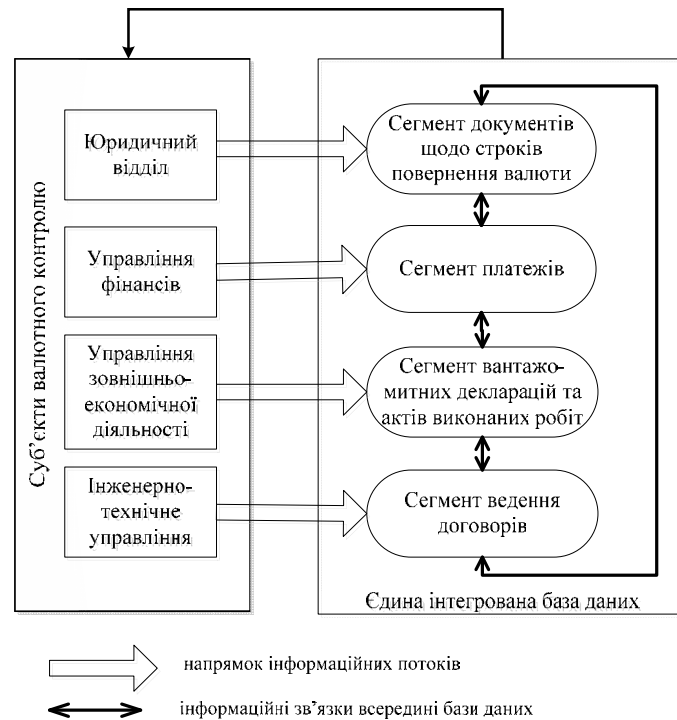 Суб’єкти валютного контролю
Юридичний
відділ
Управління
фінансів
Управління
зовнішньо-
економічної
діяльності
Інженерно-
технічне
управління
Сегмент документів
щодо строків
повернення валюти
Сегмент платежів
Сегмент вантажо-
митних декларацій та
актів виконаних робіт
Сегмент ведення
договорів
Єдина інтегрована база даних
напрямок інформаційних потоків
інформаційні зв’язки всередині бази даних